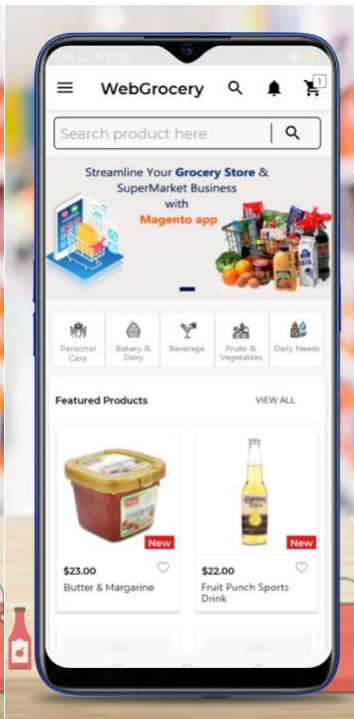 WebGrocery
1
Search product here
Streamline Your Grocery Store &
SuperMarket Business
with
Magento app
Personal
Care
Bakery &
Dairy
Beverage
Fruits &
Vegetables
Daily Needs
Featured Products
VIEW ALL
New
New
$23.00
Butter & Margarine
$22.00
Fruit Punch Sports
Drink